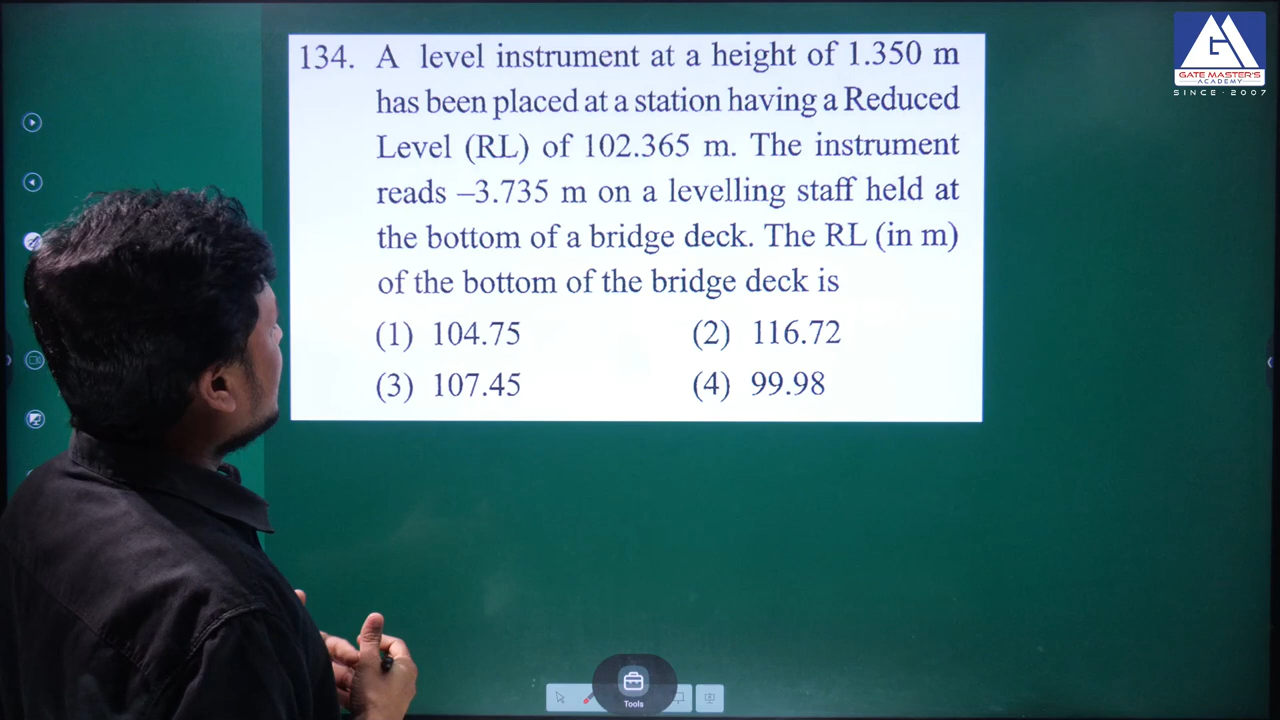 134. A level instrument at a height of 1.350 m
has been placed at a station having a Reduced
Level (RL) of 102.365 m. The instrument
reads –3.735 m on a levelling staff held at
the bottom of a bridge deck. The RL (in m)
of the bottom of the bridge deck is
(1) 104.75 (2) 116.72
(3) 107.45 (4) 99.98
GATE MASTER'S
ACADEMY
SINCE - 2007
Tools